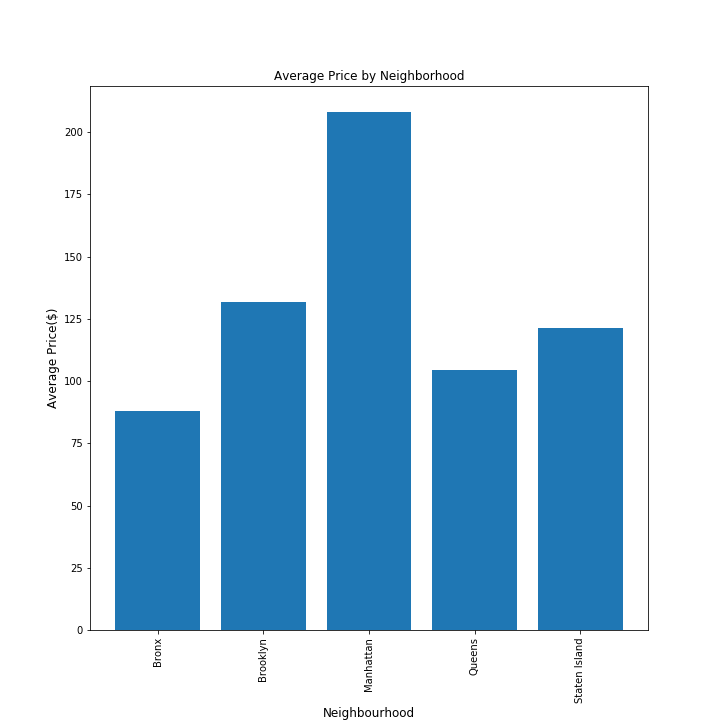 Average Price by Neighborhood
Average Price($)
200
175
150
125
100
75
50
25
0
Bronx
Brooklyn
Manhattan
Queens
Staten Island
Neighbourhood